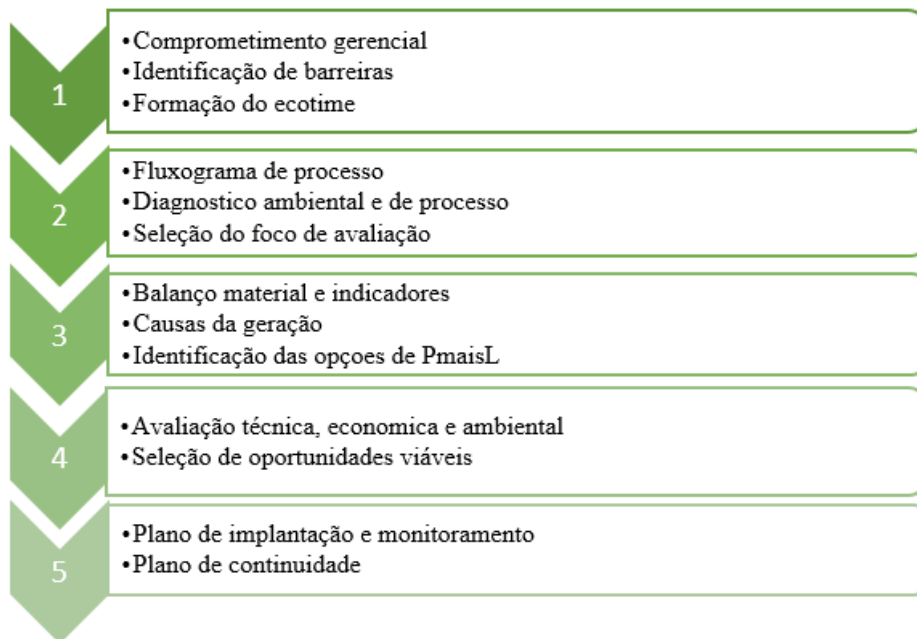 1
•Comprometimento gerencial
•Identificação de barreiras
•Formação do ecotime
2
•Fluxograma de processo
•Diagnostico ambiental e de processo
•Seleção do foco de avaliação
3
•Balanço material e indicadores
•Causas da geração
•Identificação das opçoes de PmaisL
4
•Avaliação técnica, economica e ambiental
•Seleção de oportunidades viáveis
5
•Plano de implantação e monitoramento
•Plano de continuidade